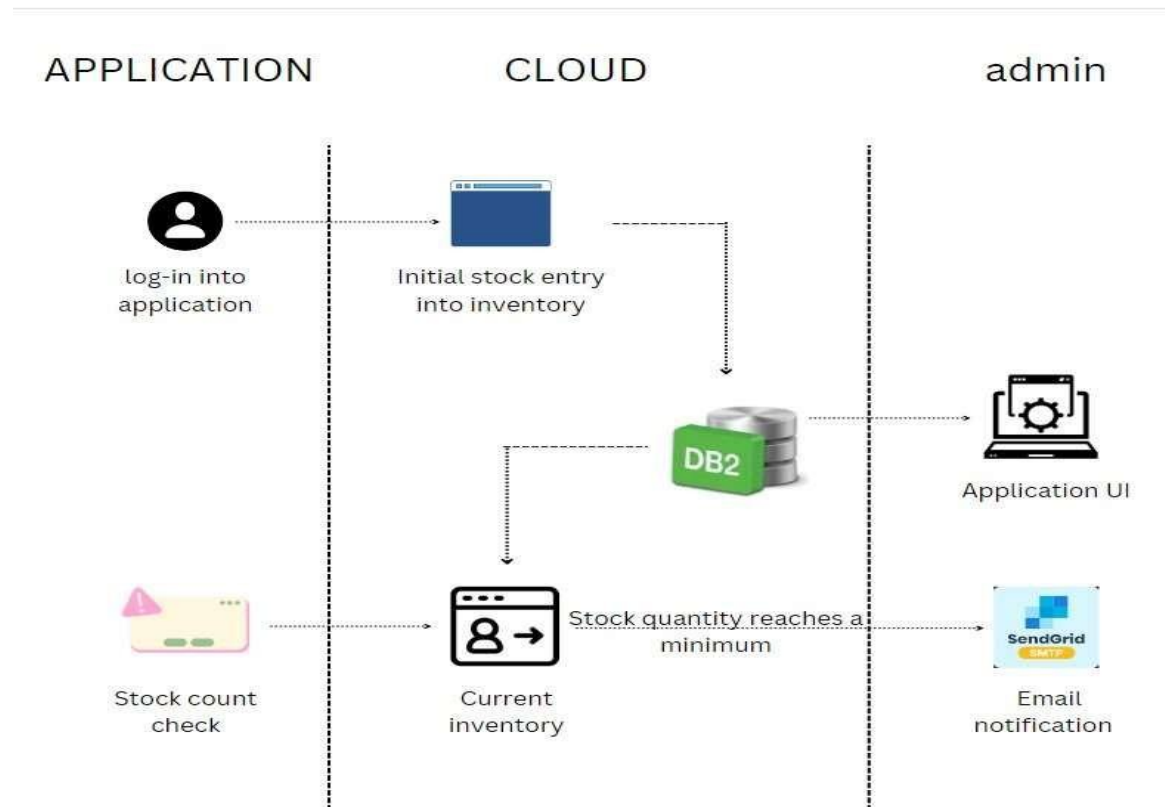 APPLICATION
CLOUD
admin
log-in into
application
Initial stock entry
into inventory
DB2
Application UI
Stock quantity reaches a
minimum
SendGrid
SMTP
Stock count
check
Current
inventory
Email
notification